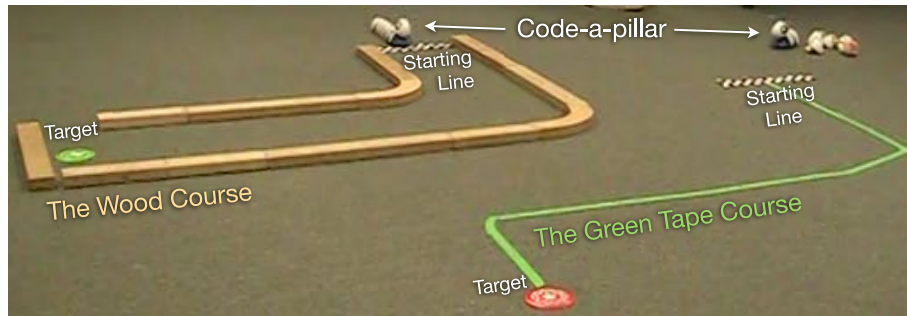 Code-a-pillar
Starting
Line
Starting
Line
Target
The Wood Course
The Green Tape Course
Target